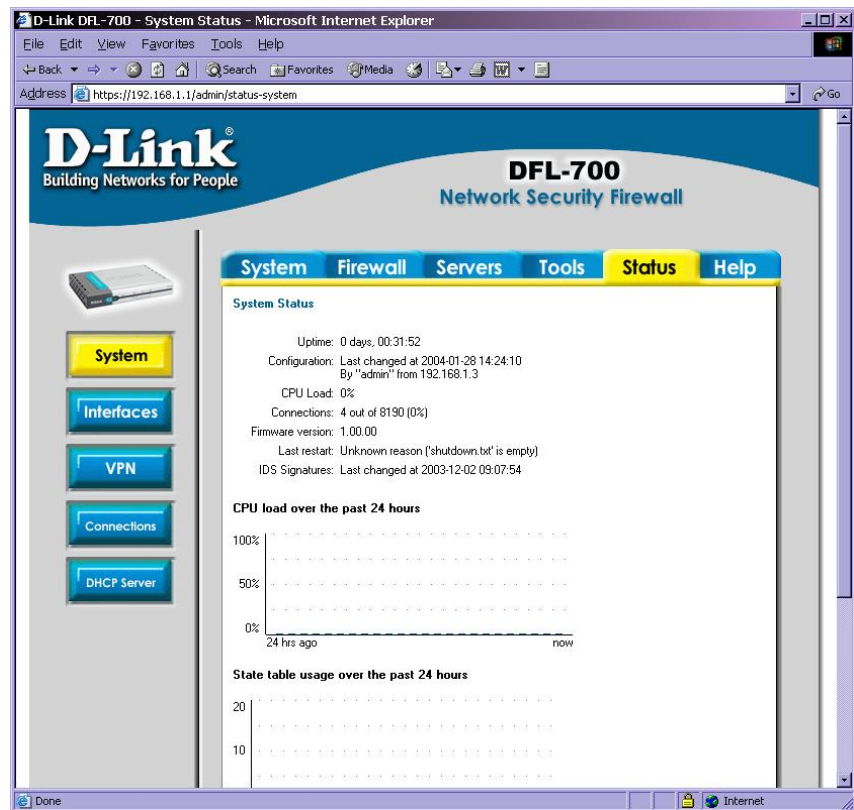 D-Link DFL-700 - System Status - Microsoft Internet Explorer
File Edit View Favorites Tools Help
Back Search Favorites Media
Address https://192.168.1.1/admin/status-system Go
D-Link®
Building Networks for People
DFL-700
Network Security Firewall
System Firewall Servers Tools Status Help
System
Interfaces
VPN
Connections
DHCP Server
System Status
Uptime: 0 days, 00:31:52
Configuration: Last changed at 2004-01-28 14:24:10
By "admin" from 192.168.1.3
CPU Load: 0%
Connections: 4 out of 8190 (0%)
Firmware version: 1.00.00
Last restart: Unknown reason ('shutdown.txt' is empty)
IDS Signatures: Last changed at 2003-12-02 09:07:54
CPU load over the past 24 hours
100%
50%
0%
24 hrs ago now
State table usage over the past 24 hours
20
10
Done Internet